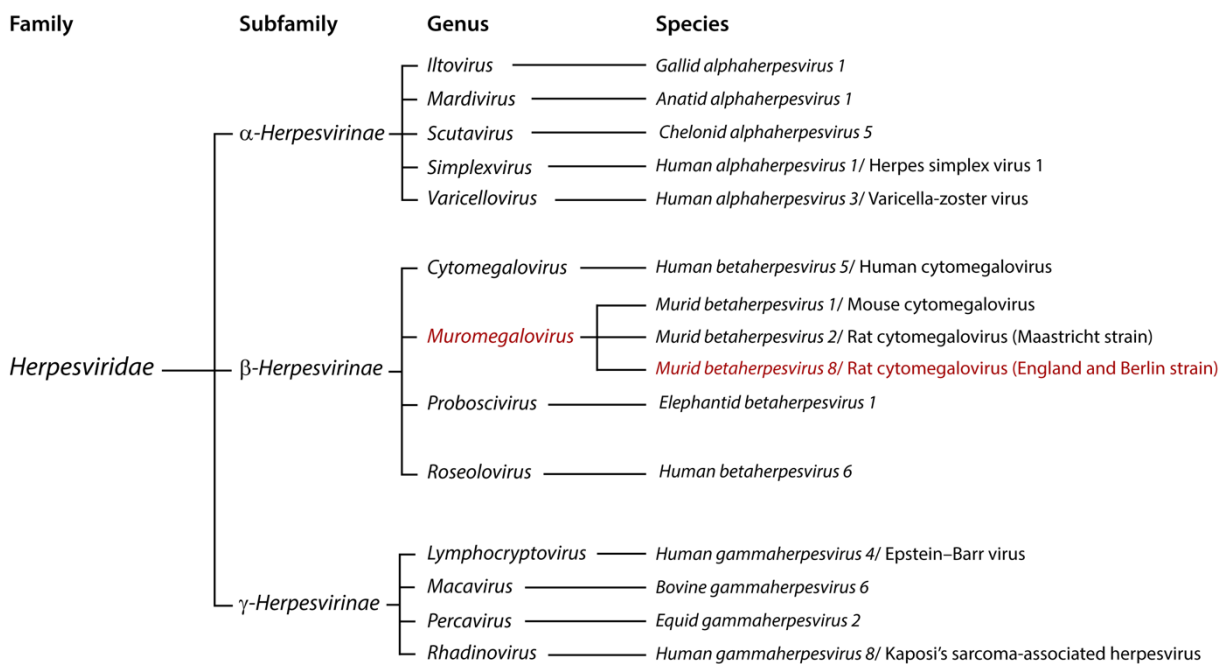 Family Subfamily Genus Species
Iltovirus Gallid alphaherpesvirus 1
Mardivirus Anatid alphaherpesvirus 1
α-Herpesvirinae Scutavirus Chelonid alphaherpesvirus 5
Simplexvirus Human alphaherpesvirus 1/ Herpes simplex virus 1
Varicellovirus Human alphaherpesvirus 3/ Varicella-zoster virus
Cytomegalovirus Human betaherpesvirus 5/ Human cytomegalovirus
Murid betaherpesvirus 1/ Mouse cytomegalovirus
Muromegalovirus Murid betaherpesvirus 2/ Rat cytomegalovirus (Maastricht strain)
Herpesviridae β-Herpesvirinae Murid betaherpesvirus 8/ Rat cytomegalovirus (England and Berlin strain)
Proboscivirus Elephantid betaherpesvirus 1
Roseolovirus Human betaherpesvirus 6
Lymphocryptovirus Human gammaherpesvirus 4/ Epstein–Barr virus
Macavirus Bovine gammaherpesvirus 6
γ-Herpesvirinae Percavirus Equid gammaherpesvirus 2
Rhadinovirus Human gammaherpesvirus 8/ Kaposi's sarcoma-associated herpesvirus